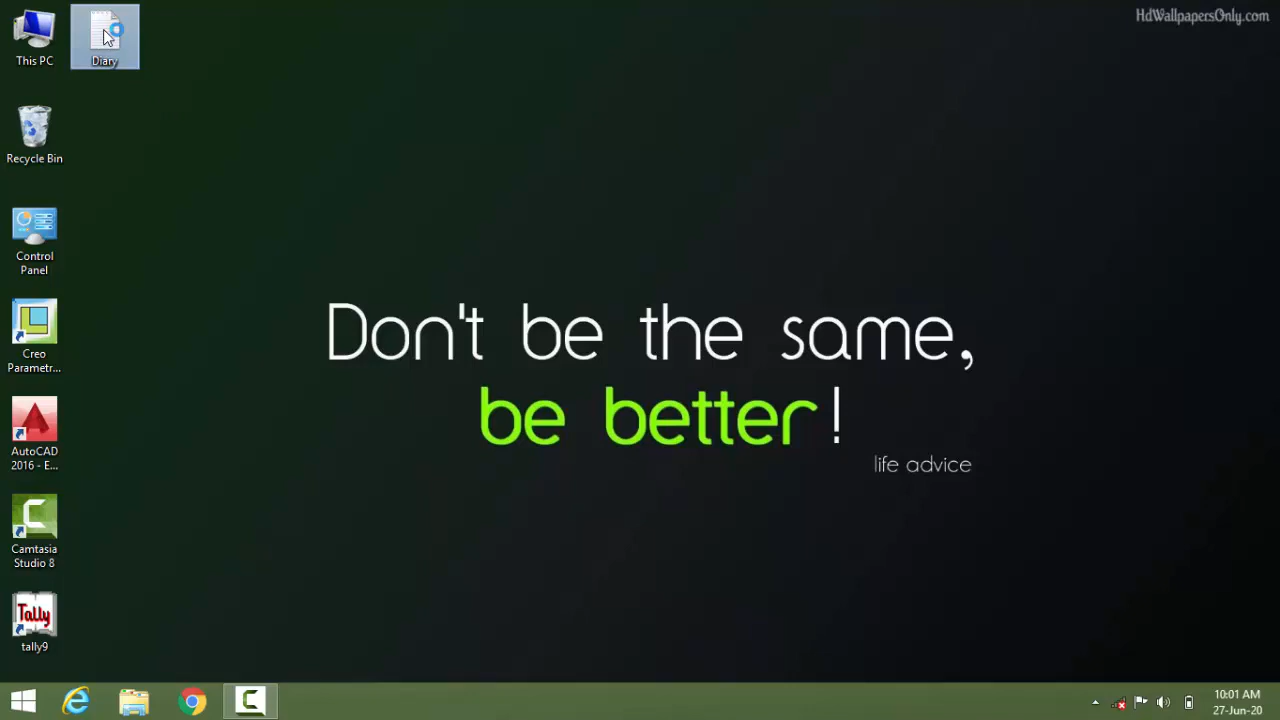 HdWallpapersOnly.com
This PC
Diary
Recycle Bin
Control
Panel
Creo
Parametr...
AutoCAD
2016 - E...
Camtasia
Studio 8
Tally
tally9
Don't be the same,
be better!
life advice
10:01 AM
27-Jun-20